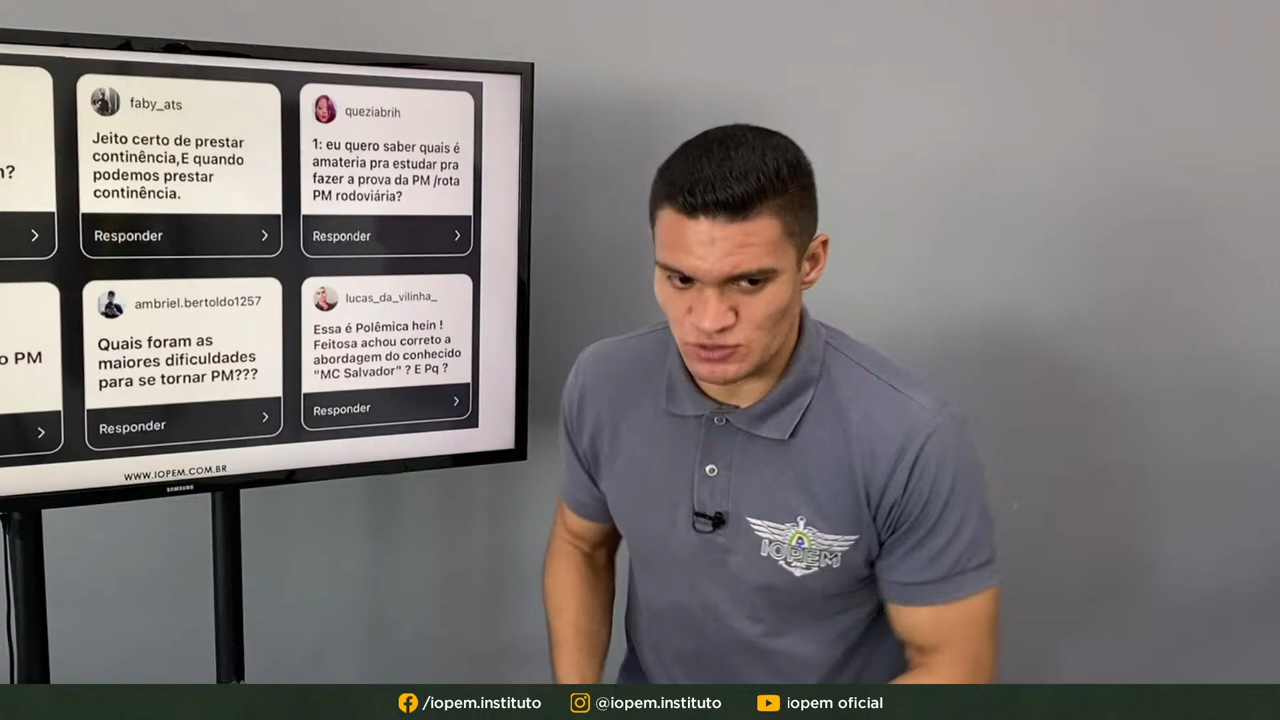 n?
o PM
faby_ats
Jeito certo de prestar
continência,E quando
podemos prestar
continência.
Responder
queziabrih
1: eu quero saber quais é
amateria pra estudar pra
fazer a prova da PM /rota
PM rodoviária?
Responder
ambriel.bertoldo1257
Quais foram as
maiores dificuldades
para se tornar PM???
Responder
lucas_da_vilinha_
Essa é Polêmica hein !
Feitosa achou correto a
abordagem do conhecido
"MC Salvador" ? E Pq ?
Responder
WWW.IOPEM.COM.BR
SAMSUNG
IOPEM
/iopem.instituto
@iopem.instituto
iopem oficial